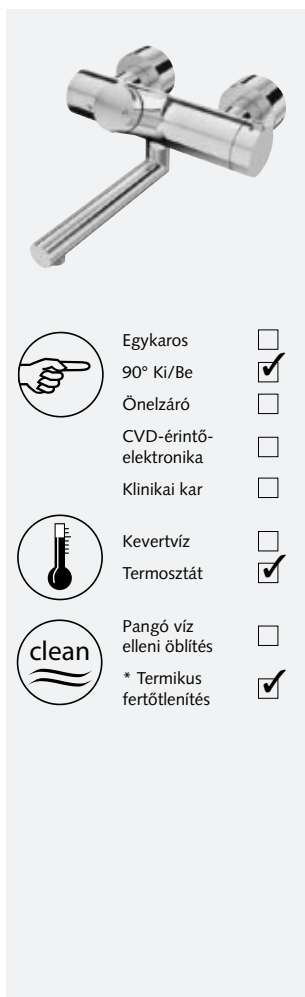 Egykaros
90° Ki/Be
Önelzáró
CVD-érintő-
elektronika
Klinikai kar
Kevertvíz
Termosztát
clean
Pangó víz
elleni öblítés
* Termikus
fertőtlenítés